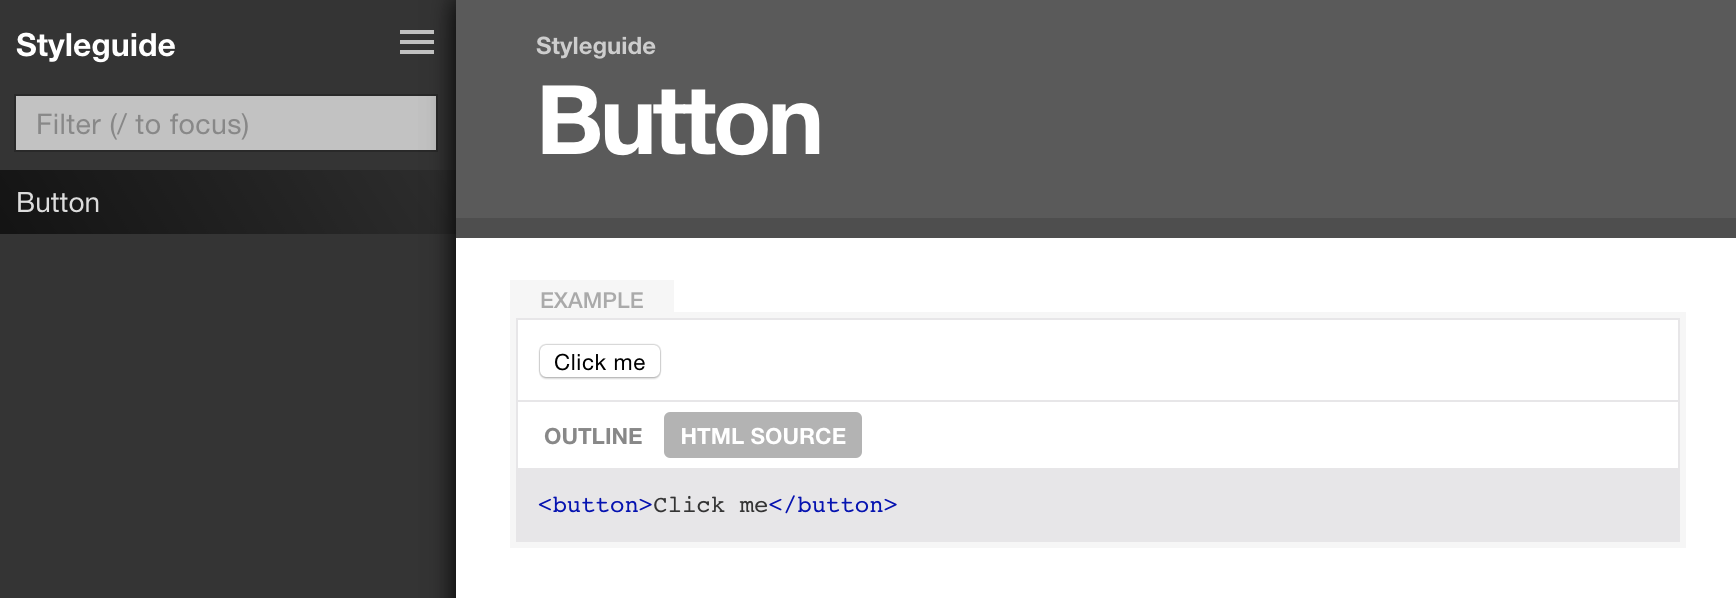 Styleguide
Filter (/ to focus)
Button
Styleguide
Button
EXAMPLE
Click me
OUTLINE HTML SOURCE
<button>Click me</button>